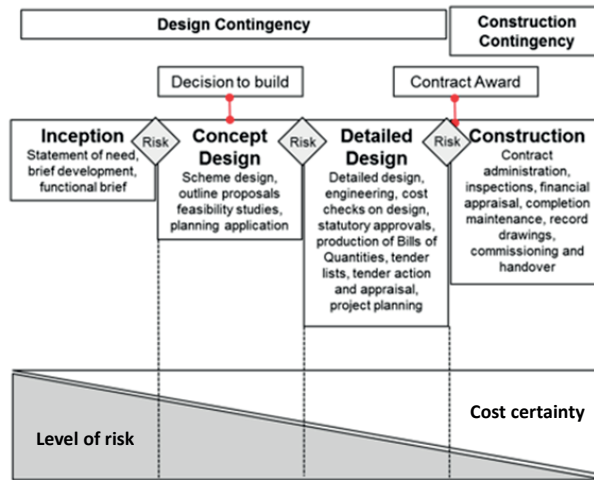 Design Contingency
Construction
Contingency
Decision to build
Contract Award
Inception
Statement of need,
brief development,
functional brief
Risk
Concept
Design
Scheme design,
outline proposals
feasibility studies,
planning application
Risk
Detailed
Design
Detailed design,
engineering, cost
checks on design,
statutory approvals,
production of Bills of
Quantities, tender
lists, tender action
and appraisal,
project planning
Risk
Construction
Contract
administration,
inspections, financial
appraisal, completion
maintenance, record
drawings,
commissioning and
handover
Cost certainty
Level of risk